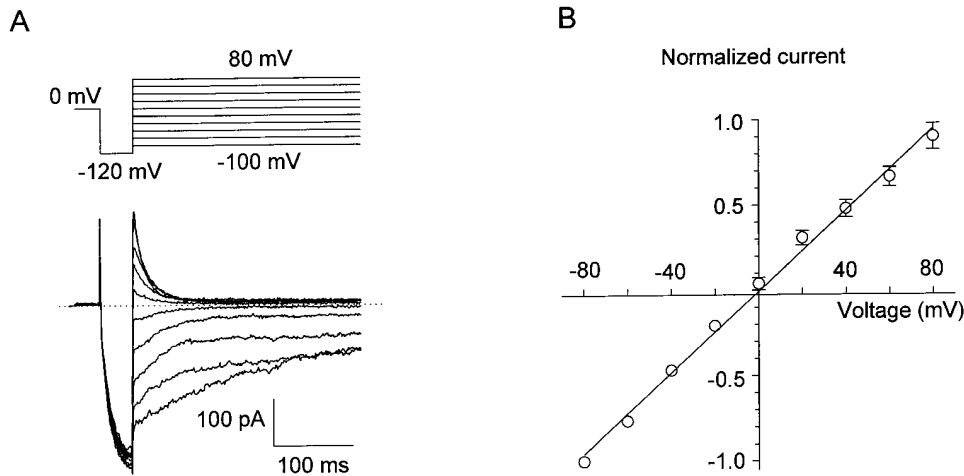 A
80 mV
0 mV
-120 mV
-100 mV
100 pA
100 ms
B
Normalized current
1.0
0.5
-80
-40
40
80
Voltage (mV)
-0.5
-1.0